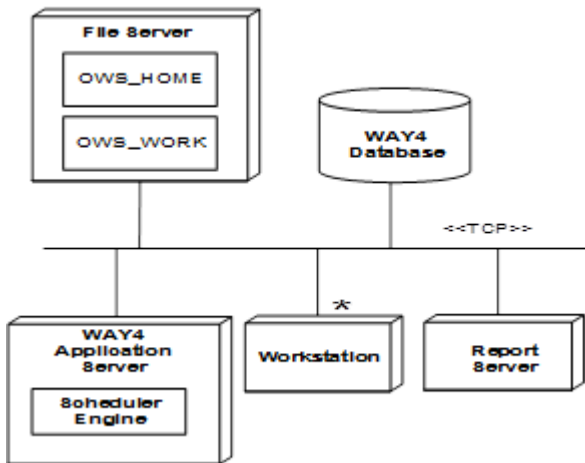 File Server
OWS_HOME
OWS_WORK
WAY4
Database
<<TCP>>
*
WAY4
Application
Server
Scheduler
Engine
Workstation
Report
Server